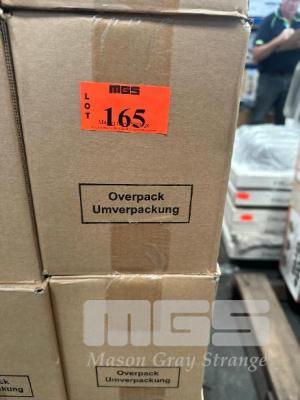 MGS
LOT
165
Overpack
Umverpackung
MGS
Mason Gray Strange
Overpack
Umverpackung